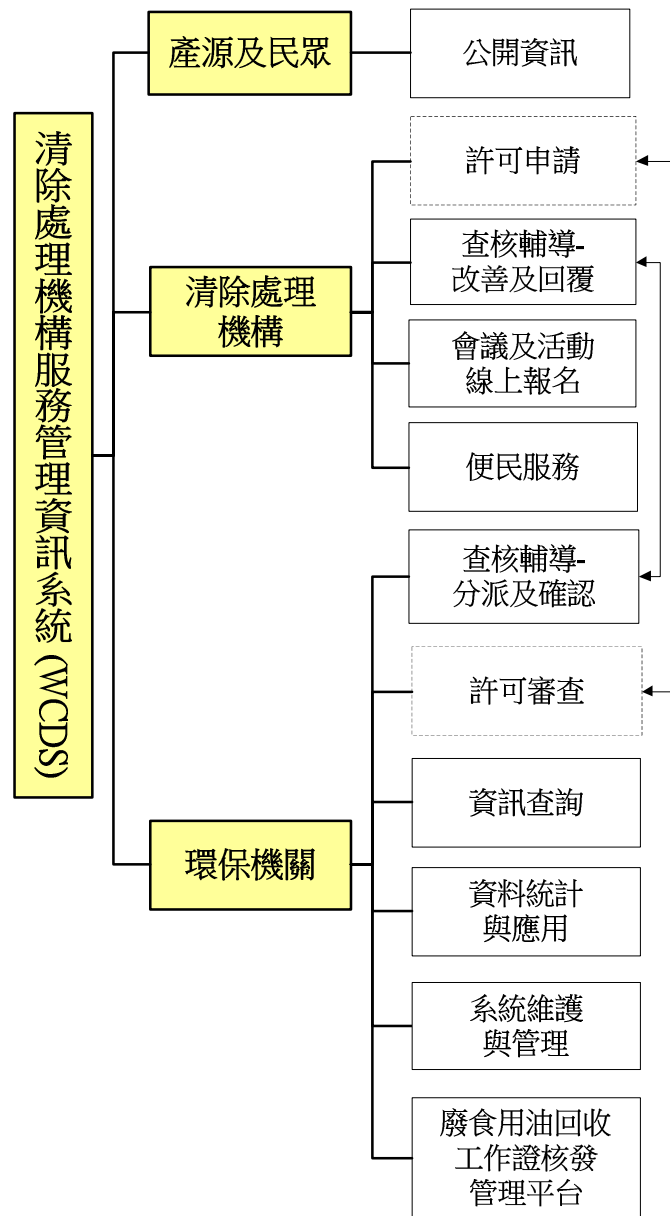 清除處理機構服務管理資訊系統 (WCDS)
產源及民眾
公開資訊
清除處理
機構
許可申請
查核輔導-
改善及回覆
會議及活動
線上報名
便民服務
環保機關
查核輔導-
分派及確認
許可審查
資訊查詢
資料統計
與應用
系統維護
與管理
廢食用油回收
工作證核發
管理平台